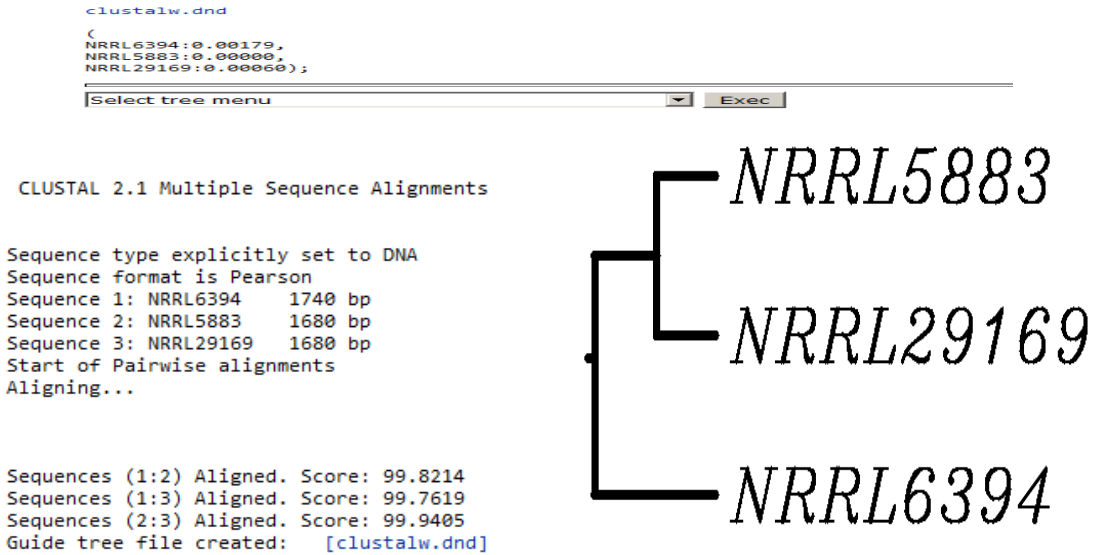 clustalw.dnd
(
NRRL6394:0.00179,
NRRL5883:0.00000,
NRRL29169:0.00060);
Select tree menu
Exec
CLUSTAL 2.1 Multiple Sequence Alignments
Sequence type explicitly set to DNA
Sequence format is Pearson
Sequence 1: NRRL6394    1740 bp
Sequence 2: NRRL5883    1680 bp
Sequence 3: NRRL29169   1680 bp
Start of Pairwise alignments
Aligning...
Sequences (1:2) Aligned. Score: 99.8214
Sequences (1:3) Aligned. Score: 99.7619
Sequences (2:3) Aligned. Score: 99.9405
Guide tree file created:   [clustalw.dnd]
NRRL5883
NRRL29169
NRRL6394